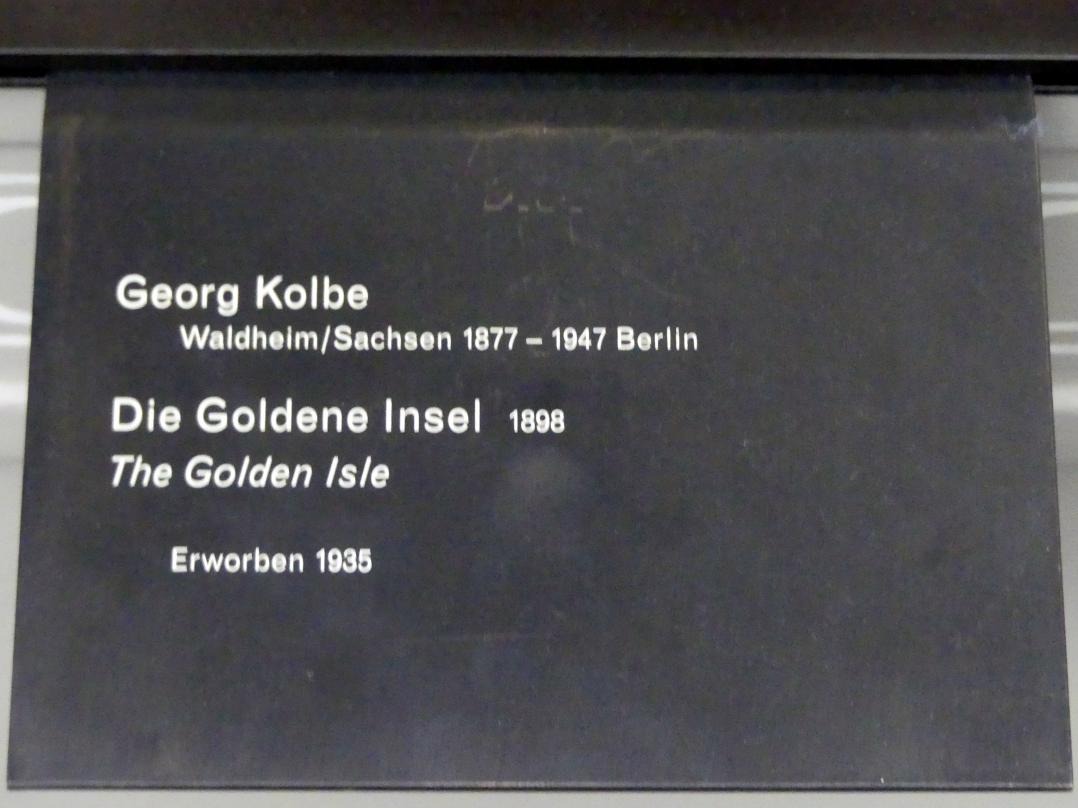 Georg Kolbe
Waldheim/Sachsen 1877 – 1947 Berlin
Die Goldene Insel 1898
The Golden Isle
Erworben 1935